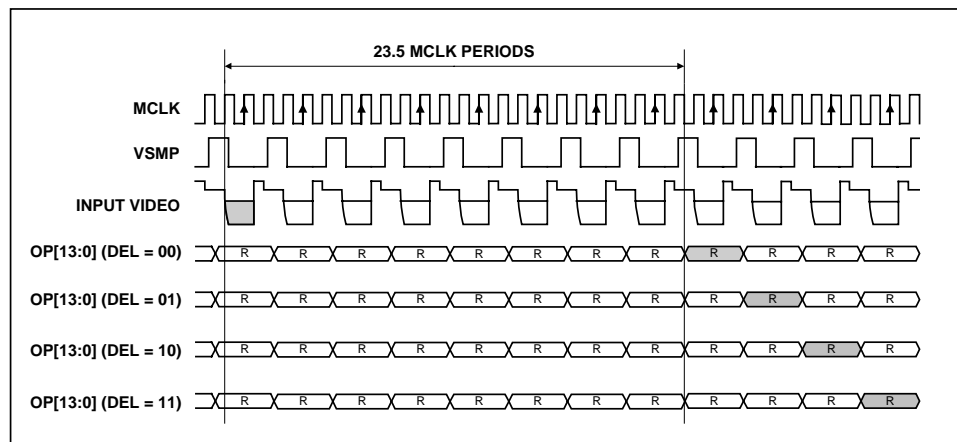 23.5 MCLK PERIODS
MCLK
VSMP
INPUT VIDEO
OP[13:0] (DEL = 00) R R R R R R R R R R R R
OP[13:0] (DEL = 01) R R R R R R R R R R R R
OP[13:0] (DEL = 10) R R R R R R R R R R R R
OP[13:0] (DEL = 11) R R R R R R R R R R R R